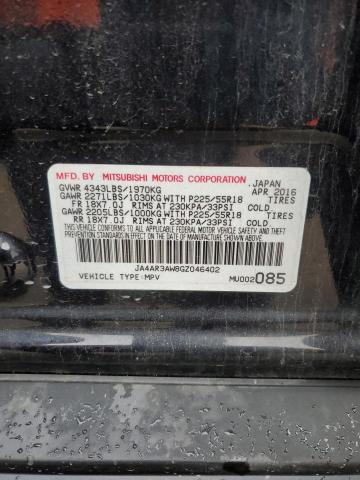 MFD. BY MITSUBISHI MOTORS CORPORATION. JAPAN
GVWR 4343LBS/1970KG APR 2016
GAWR 2271LBS/1030KG WITH P225/55R18 TIRES
FR 18X7.0J RIMS AT 230KPA/33PSI COLD
GAWR 2205LBS/1000KG WITH P225/55R18 TIRES
RR 18X7.0J RIMS AT 230KPA/33PSI COLD
THIS VEHICLE CONFORMS TO ALL APPLICABLE FEDERAL MOTOR VEHICLE SAFETY, BUMPER, AND THEFT PREVENTION STANDARDS IN EFFECT ON THE DATE OF MANUFACTURE SHOWN ABOVE.
JA4AR3AW8GZ046402
VEHICLE TYPE:MPV MU002085